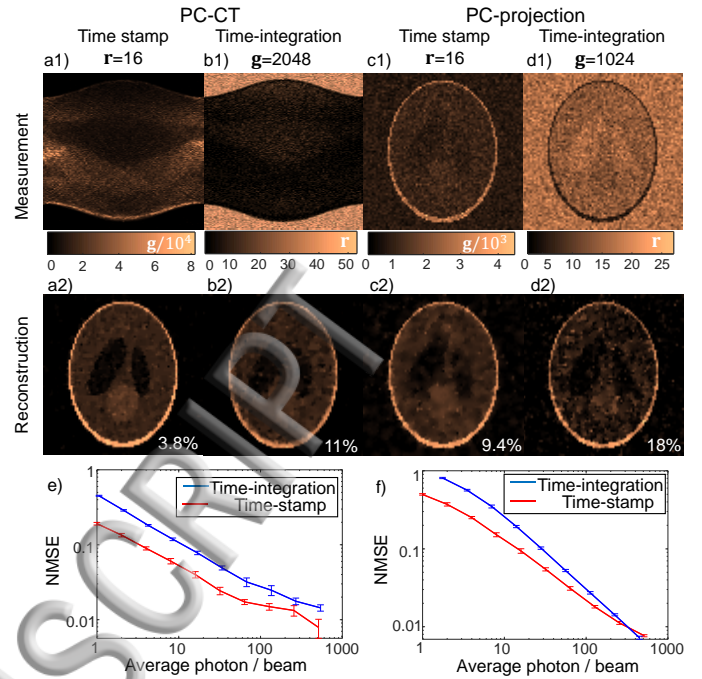 PC-CT PC-projection
Time stamp Time-integration Time stamp Time-integration
a1) r=16 b1) g=2048 c1) r=16 d1) g=1024
Measurement
g/10⁴ r g/10³ r
0 2 4 6 8 0 10 20 30 40 50 0 1 2 3 4 0 5 10 15 20 25
a2) b2) c2) d2)
Reconstruction
3.8% 11% 9.4% 18%
e) f)
1 Time-integration
Time-stamp
0.1
0.01
NMSE
1 10 100 1000
Average photon / beam
1 Time-integration
Time-stamp
0.1
0.01
NMSE
1 10 100 1000
Average photon / beam
SCRIPT